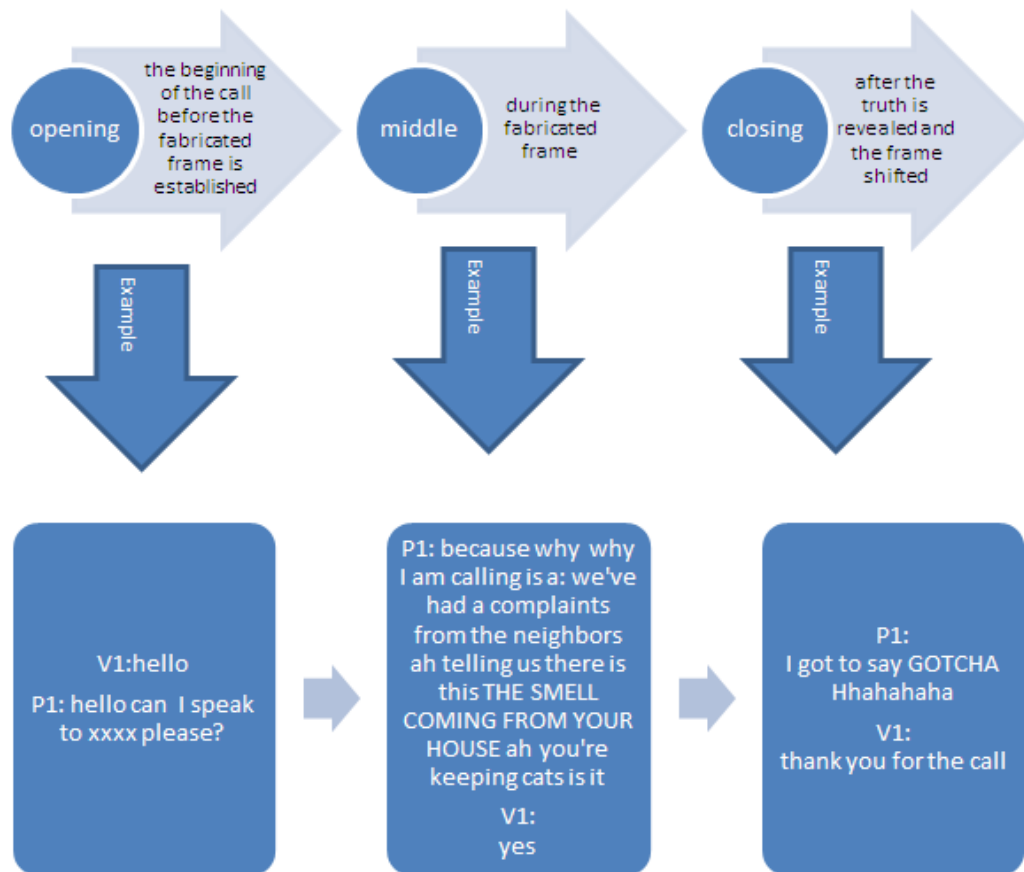 opening
the beginning
of the call
before the
fabricated
frame is
established
middle
during the
fabricated
frame
closing
after the
truth is
revealed and
the frame
shifted
Example
Example
Example
V1:hello
P1: hello can I speak
to xxxx please?
P1: because why why
I am calling is a: we've
had a complaints
from the neighbors
ah telling us there is
this THE SMELL
COMING FROM YOUR
HOUSE ah you're
keeping cats is it
V1:
yes
P1:
I got to say GOTCHA
Hhahahaha
V1:
thank you for the call